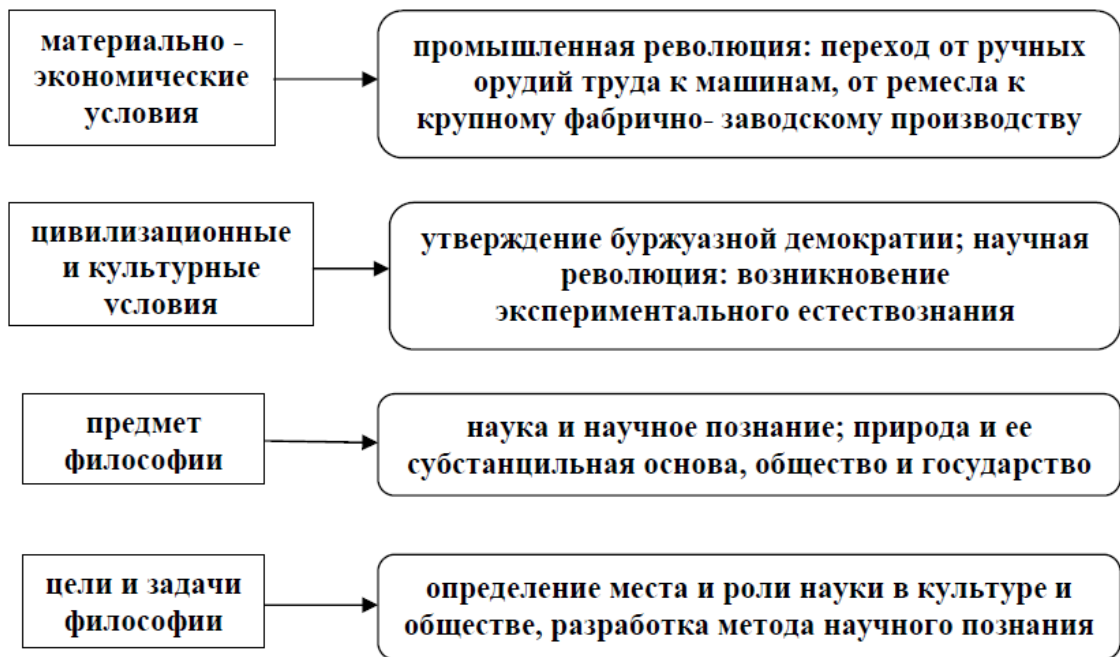 материально -
экономические
условия
промышленная революция: переход от ручных
орудий труда к машинам, от ремесла к
крупному фабрично- заводскому производству
цивилизационные
и культурные
условия
утверждение буржуазной демократии; научная
революция: возникновение
экспериментального естествознания
предмет
философии
наука и научное познание; природа и ее
субстанцильная основа, общество и государство
цели и задачи
философии
определение места и роли науки в культуре и
обществе, разработка метода научного познания